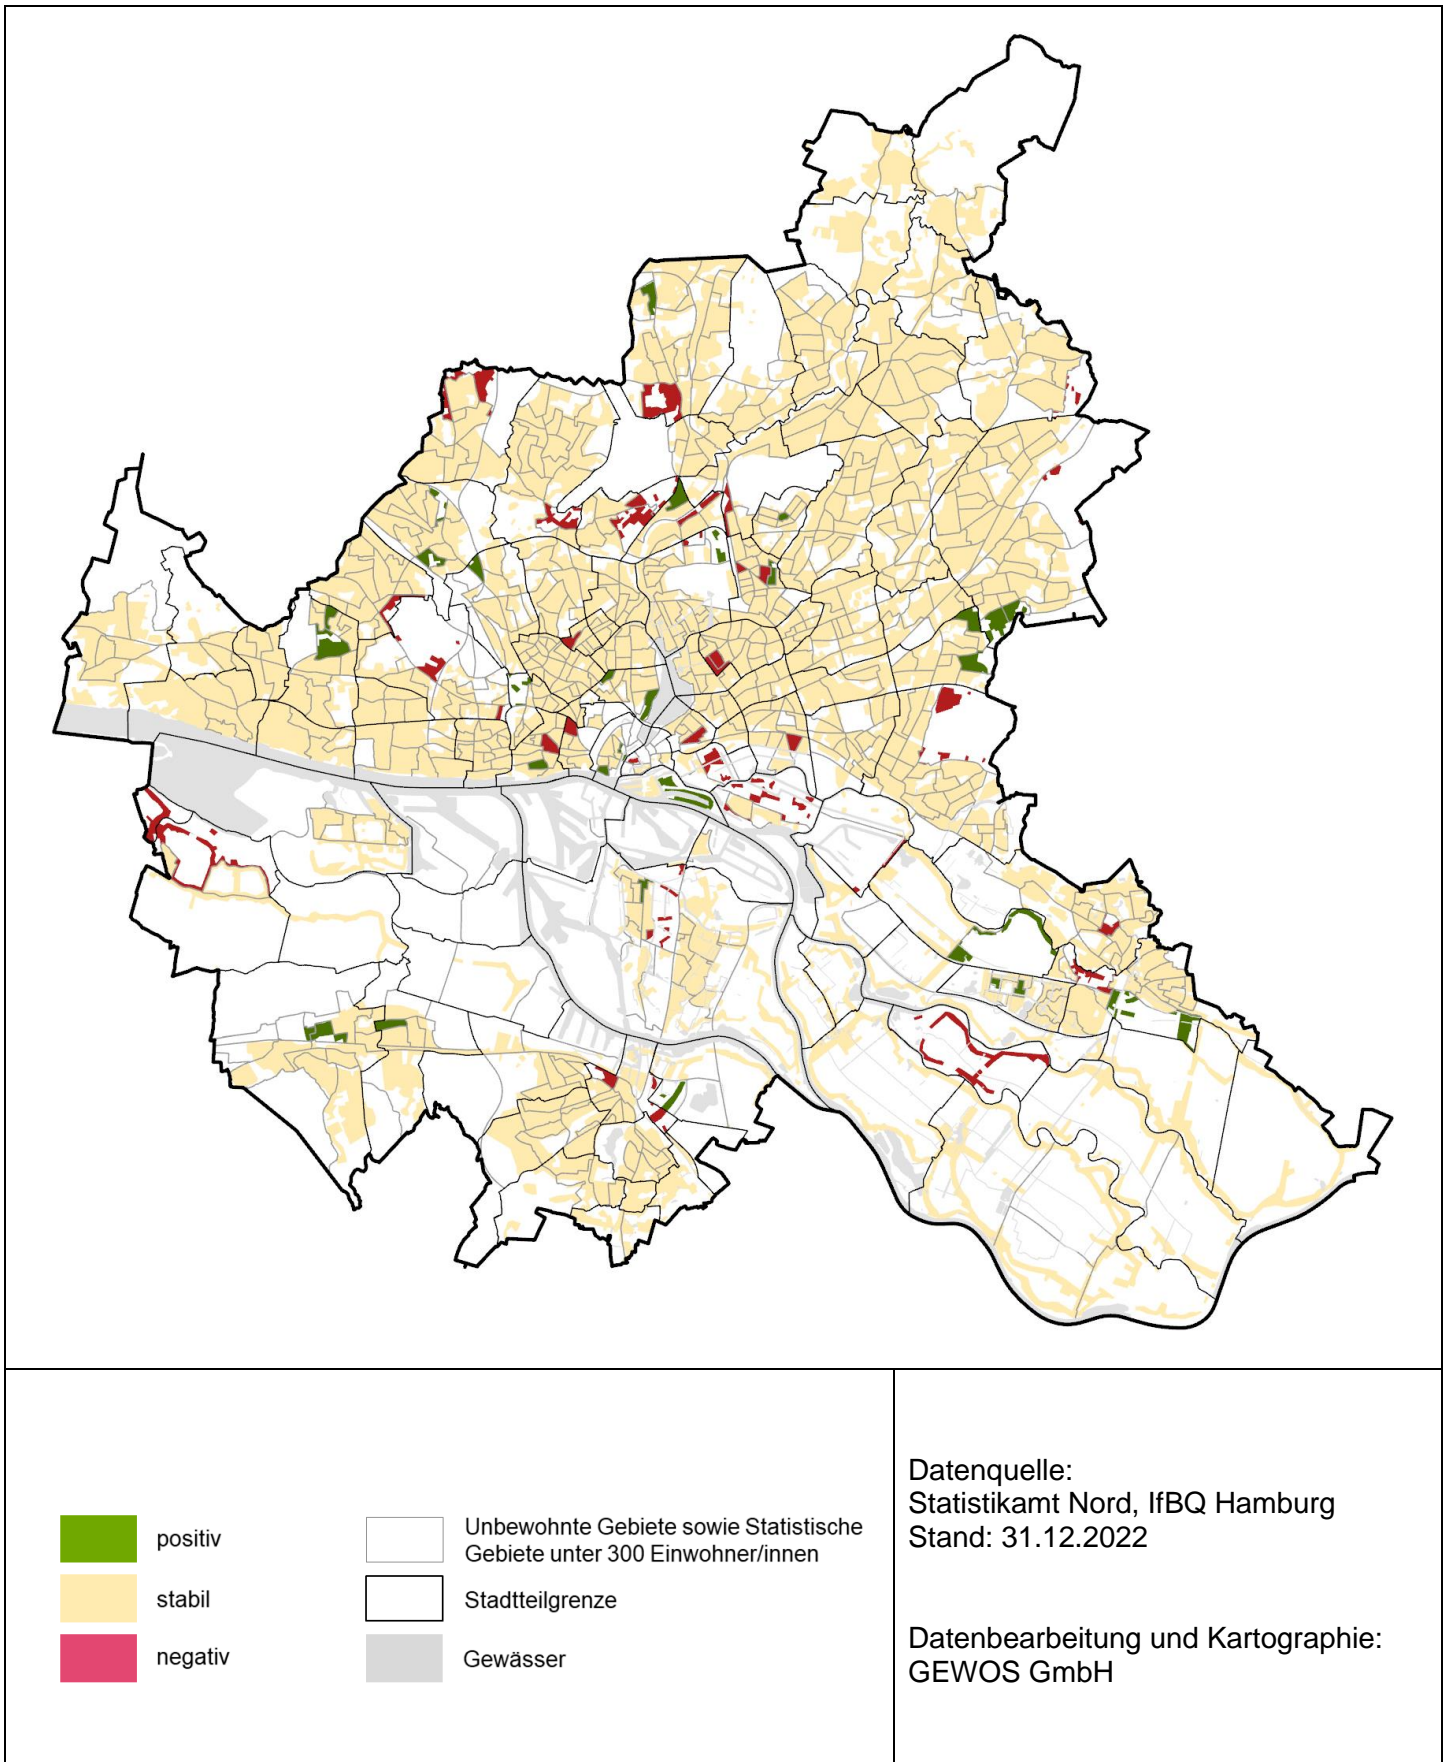 positiv
stabil
negativ
Unbewohnte Gebiete sowie Statistische
Gebiete unter 300 Einwohner/innen
Stadtteilgrenze
Gewässer
Datenquelle:
Statistikamt Nord, IfBQ Hamburg
Stand: 31.12.2022
Datenbearbeitung und Kartographie:
GEWOS GmbH